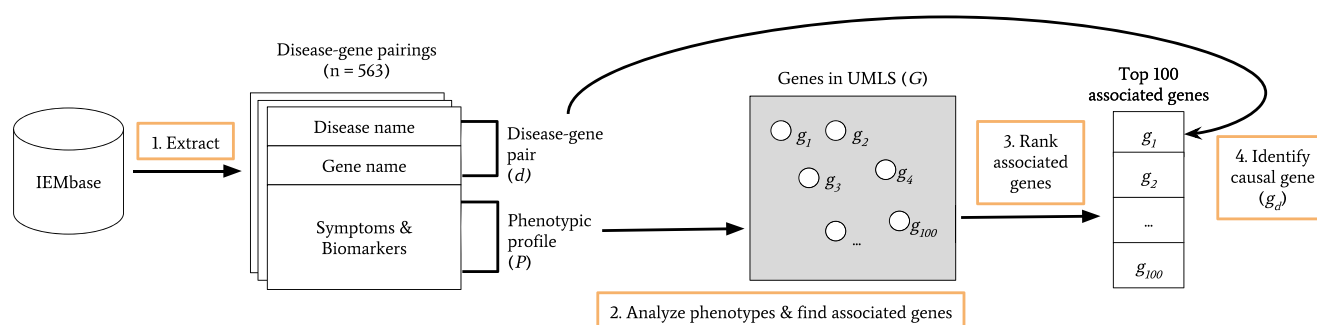 Disease-gene pairings
(n = 563)
IEMbase
1. Extract
Disease name
Gene name
Symptoms &
Biomarkers
Disease-gene
pair
(d)
Phenotypic
profile
(P)
Genes in UMLS (G)
g1
g2
g3
g4
...
g100
2. Analyze phenotypes & find associated genes
3. Rank
associated
genes
Top 100
associated genes
g1
g2
...
g100
4. Identify
causal gene
(gd)